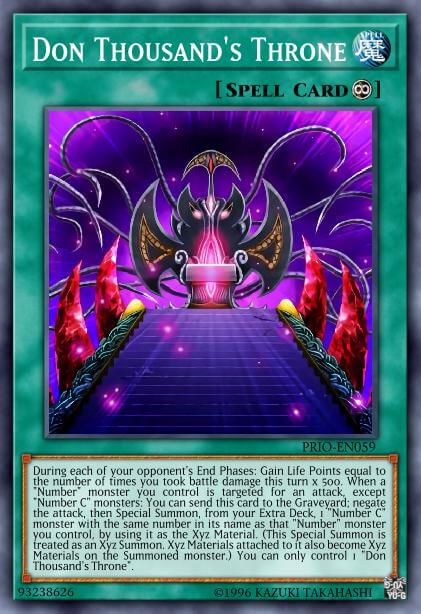 DON THOUSAND'S THRONE
SPELL
魔
[SPELL CARD]
PRIO-EN059
During each of your opponent's End Phases: Gain Life Points equal to
the number of times you took battle damage this turn x 500. When a
"Number" monster you control is targeted for an attack, except
"Number C" monsters: You can send this card to the Graveyard; negate
the attack, then Special Summon, from your Extra Deck, 1 "Number C"
monster with the same number in its name as that "Number" monster
you control, by using it as the Xyz Material. (This Special Summon
is treated as an Xyz Summon. Xyz Materials attached to it also become Xyz
Materials on the Summoned monster.) You can only control 1 "Don
Thousand's Throne".
93238626
©1996 KAZUKI TAKAHASHI